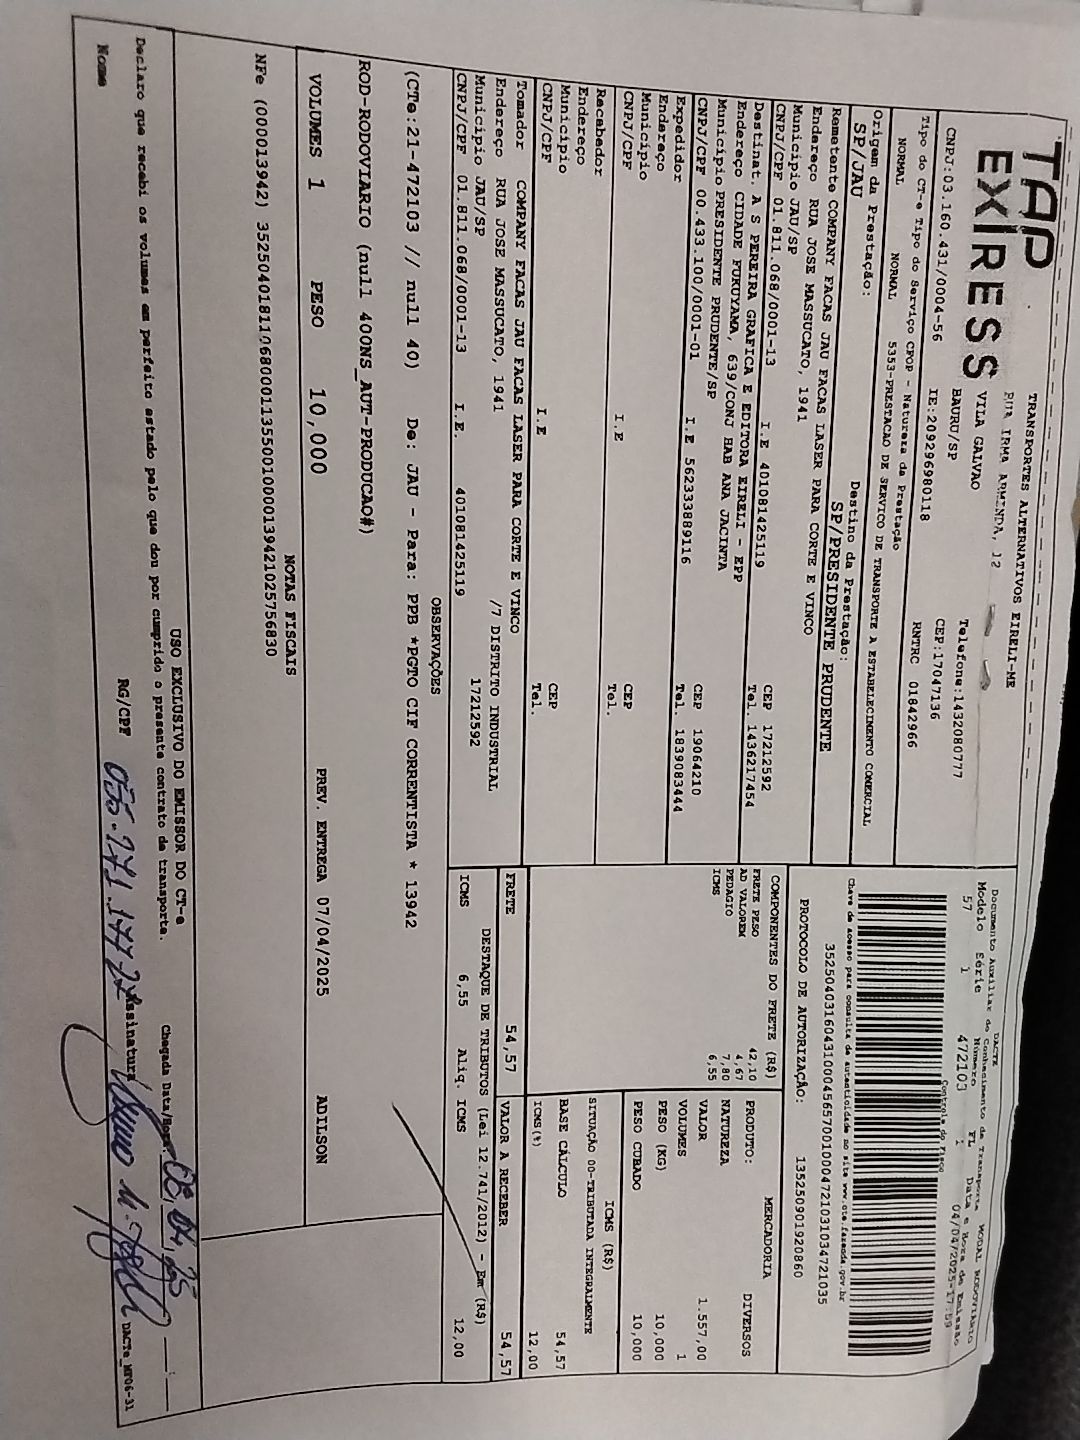 TAP
EXPRESS
TRANSPORTES ALTERNATIVOS EIRELI-ME
RUA IRMA ARMINDA, 12
VILA GALVAO
BAURU/SP
Telefone:1432080777
CEP:17047136
CNPJ:03.160.431/0004-56 IE:209296980118 RNTRC 01842966
Tipo do CT-e Tipo do Serviço CFOP - Natureza da Prestação
NORMAL NORMAL 5353-PRESTACAO DE SERVICO DE TRANSPORTE A ESTABELECIMENTO COMERCIAL
Origem da Prestação: Destino da Prestação:
SP/JAU SP/PRESIDENTE PRUDENTE
DACTE MODAL RODOVIÁRIO
Documento Auxiliar do Conhecimento de Transporte
Modelo Série Número FL Data e Hora de Emissão
57 1 472103 1 04/04/2025-17:59
Controle do Fisco
35250403160431000456570010004721031034721035
Chave de Acesso para consulta de autenticidade no site www.cte.fazenda.gov.br
PROTOCOLO DE AUTORIZAÇÃO: 135250901920860
Remetente COMPANY FACAS JAU FACAS LASER PARA CORTE E VINCO
Endereço RUA JOSE MASSUCATO, 1941
Município JAU/SP CEP 17212592
CNPJ/CPF 01.811.068/0001-13 I.E 401081425119 Tel. 1436217454
Destinat. A S PEREIRA GRAFICA E EDITORA EIRELI - EPP
Endereço CIDADE FUKUYAMA, 639/CONJ HAB ANA JACINTA
Município PRESIDENTE PRUDENTE/SP CEP 19064210
CNPJ/CPF 00.433.100/0001-01 I.E 562333889116 Tel. 1839083444
Expedidor
Endereço
Município CEP
CNPJ/CPF I.E Tel.
Recebador
Endereço
Município CEP
CNPJ/CPF I.E Tel.
Tomador COMPANY FACAS JAU FACAS LASER PARA CORTE E VINCO
Endereço RUA JOSE MASSUCATO, 1941 /7 DISTRITO INDUSTRIAL
Município JAU/SP 17212592
CNPJ/CPF 01.811.068/0001-13 I.E. 401081425119
COMPONENTES DO FRETE (R$)
FRETE PESO 42,10
AD VALOREM 4,67
PEDAGIO 7,80
ICMS 6,55
MERCADORIA
PRODUTO: DIVERSOS
NATUREZA
VALOR 1.557,00
VOLUMES 1
PESO (KG) 10,000
PESO CUBADO 10,000
ICMS (R$)
SITUAÇÃO 00-TRIBUTADA INTEGRALMENTE
BASE CÁLCULO 54,57
ICMS(%) 12,00
FRETE 54,57 VALOR A RECEBER 54,57
DESTAQUE DE TRIBUTOS (Lei 12.741/2012) - Em (R$)
ICMS 6,55 Aliq. ICMS 12,00
OBSERVAÇÕES
(CTe:21-472103 // null 40) De: JAU - Para: PPB *PGTO CIF CORRENTISTA * 13942
ROD-RODOVIARIO (null 40ONS_AUT-PRODUCAO#)
VOLUMES 1 PESO 10,000 PREV. ENTREGA 07/04/2025 ADILSON
NOTAS FISCAIS
NFe (000013942) 35250401811068000113550010000139421025756830
USO EXCLUSIVO DO EMISSOR DO CT-e
Declaro que recebi os volumes em perfeito estado pelo que dou por cumprido o presente contrato de transporte.
Chegada Data/Hora: 08/04/25
Nome RG/CPF Assinatura DACTe_MF06-31